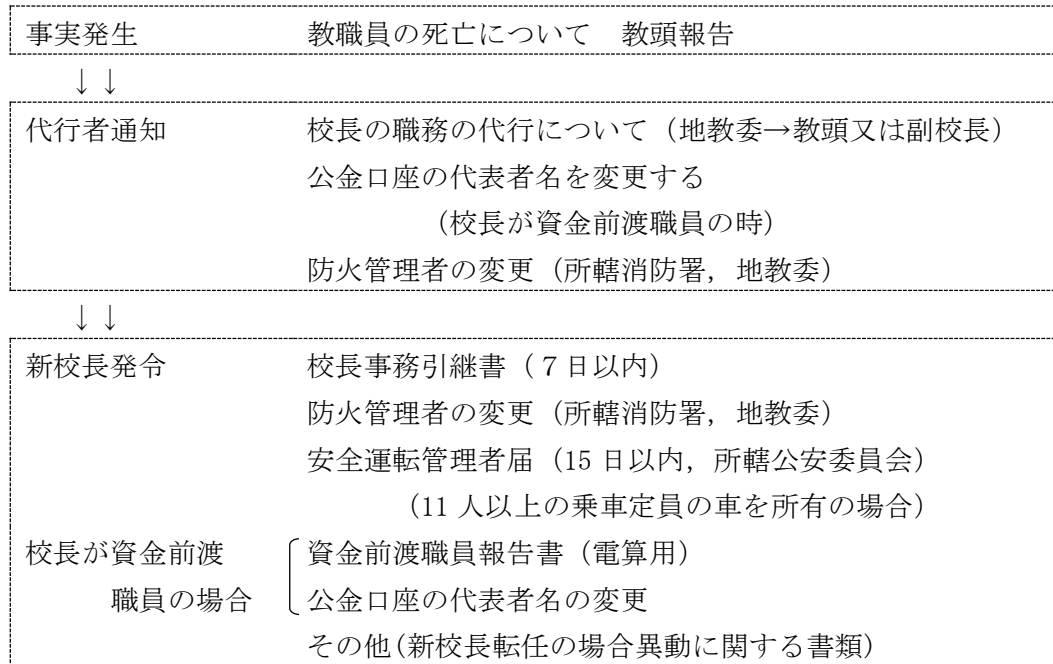 事実発生　教職員の死亡について　教頭報告
↓↓
代行者通知　校長の職務の代行について（地教委→教頭又は副校長）
公金口座の代表者名を変更する
（校長が資金前渡職員の時）
防火管理者の変更（所轄消防署，地教委）
↓↓
新校長発令　校長事務引継書（７日以内）
防火管理者の変更（所轄消防署，地教委）
安全運転管理者届（15 日以内，所轄公安委員会）
（11 人以上の乗車定員の車を所有の場合）
校長が資金前渡　資金前渡職員報告書（電算用）
職員の場合　公金口座の代表者名の変更
その他(新校長転任の場合異動に関する書類)